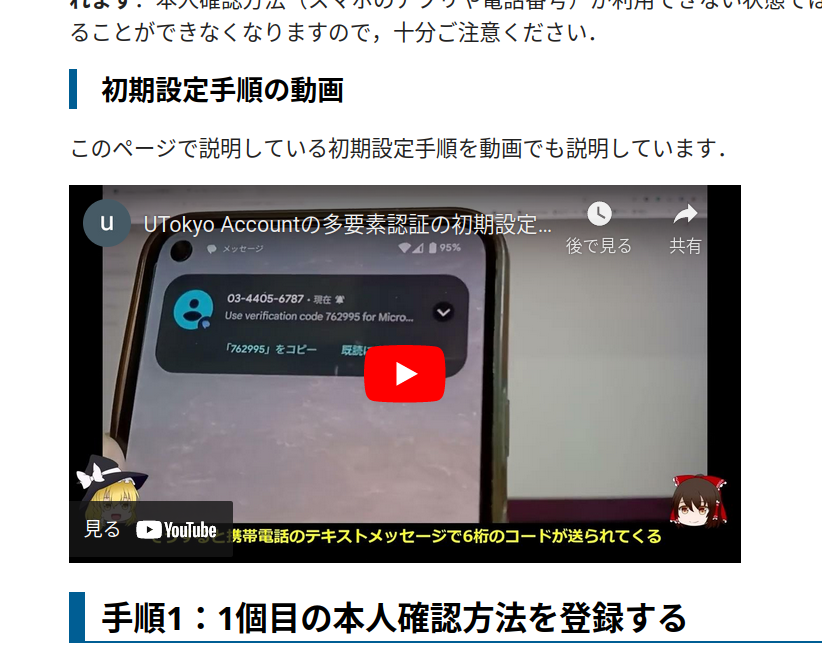 れます．本人確認方法（スマホのアプリや電話番号）が利用できない状態では
ることができなくなりますので，十分ご注意ください．
初期設定手順の動画
このページで説明している初期設定手順を動画でも説明しています．
u
UTokyo Accountの多要素認証の初期設定...
後で見る
共有
メッセージ
95%
03-4405-6787・現在
Use verification code 762995 for Micro...
「762995」をコピー
既読に
見る
YouTube
携帯電話のテキストメッセージで6桁のコードが送られてくる
手順1：1個目の本人確認方法を登録する